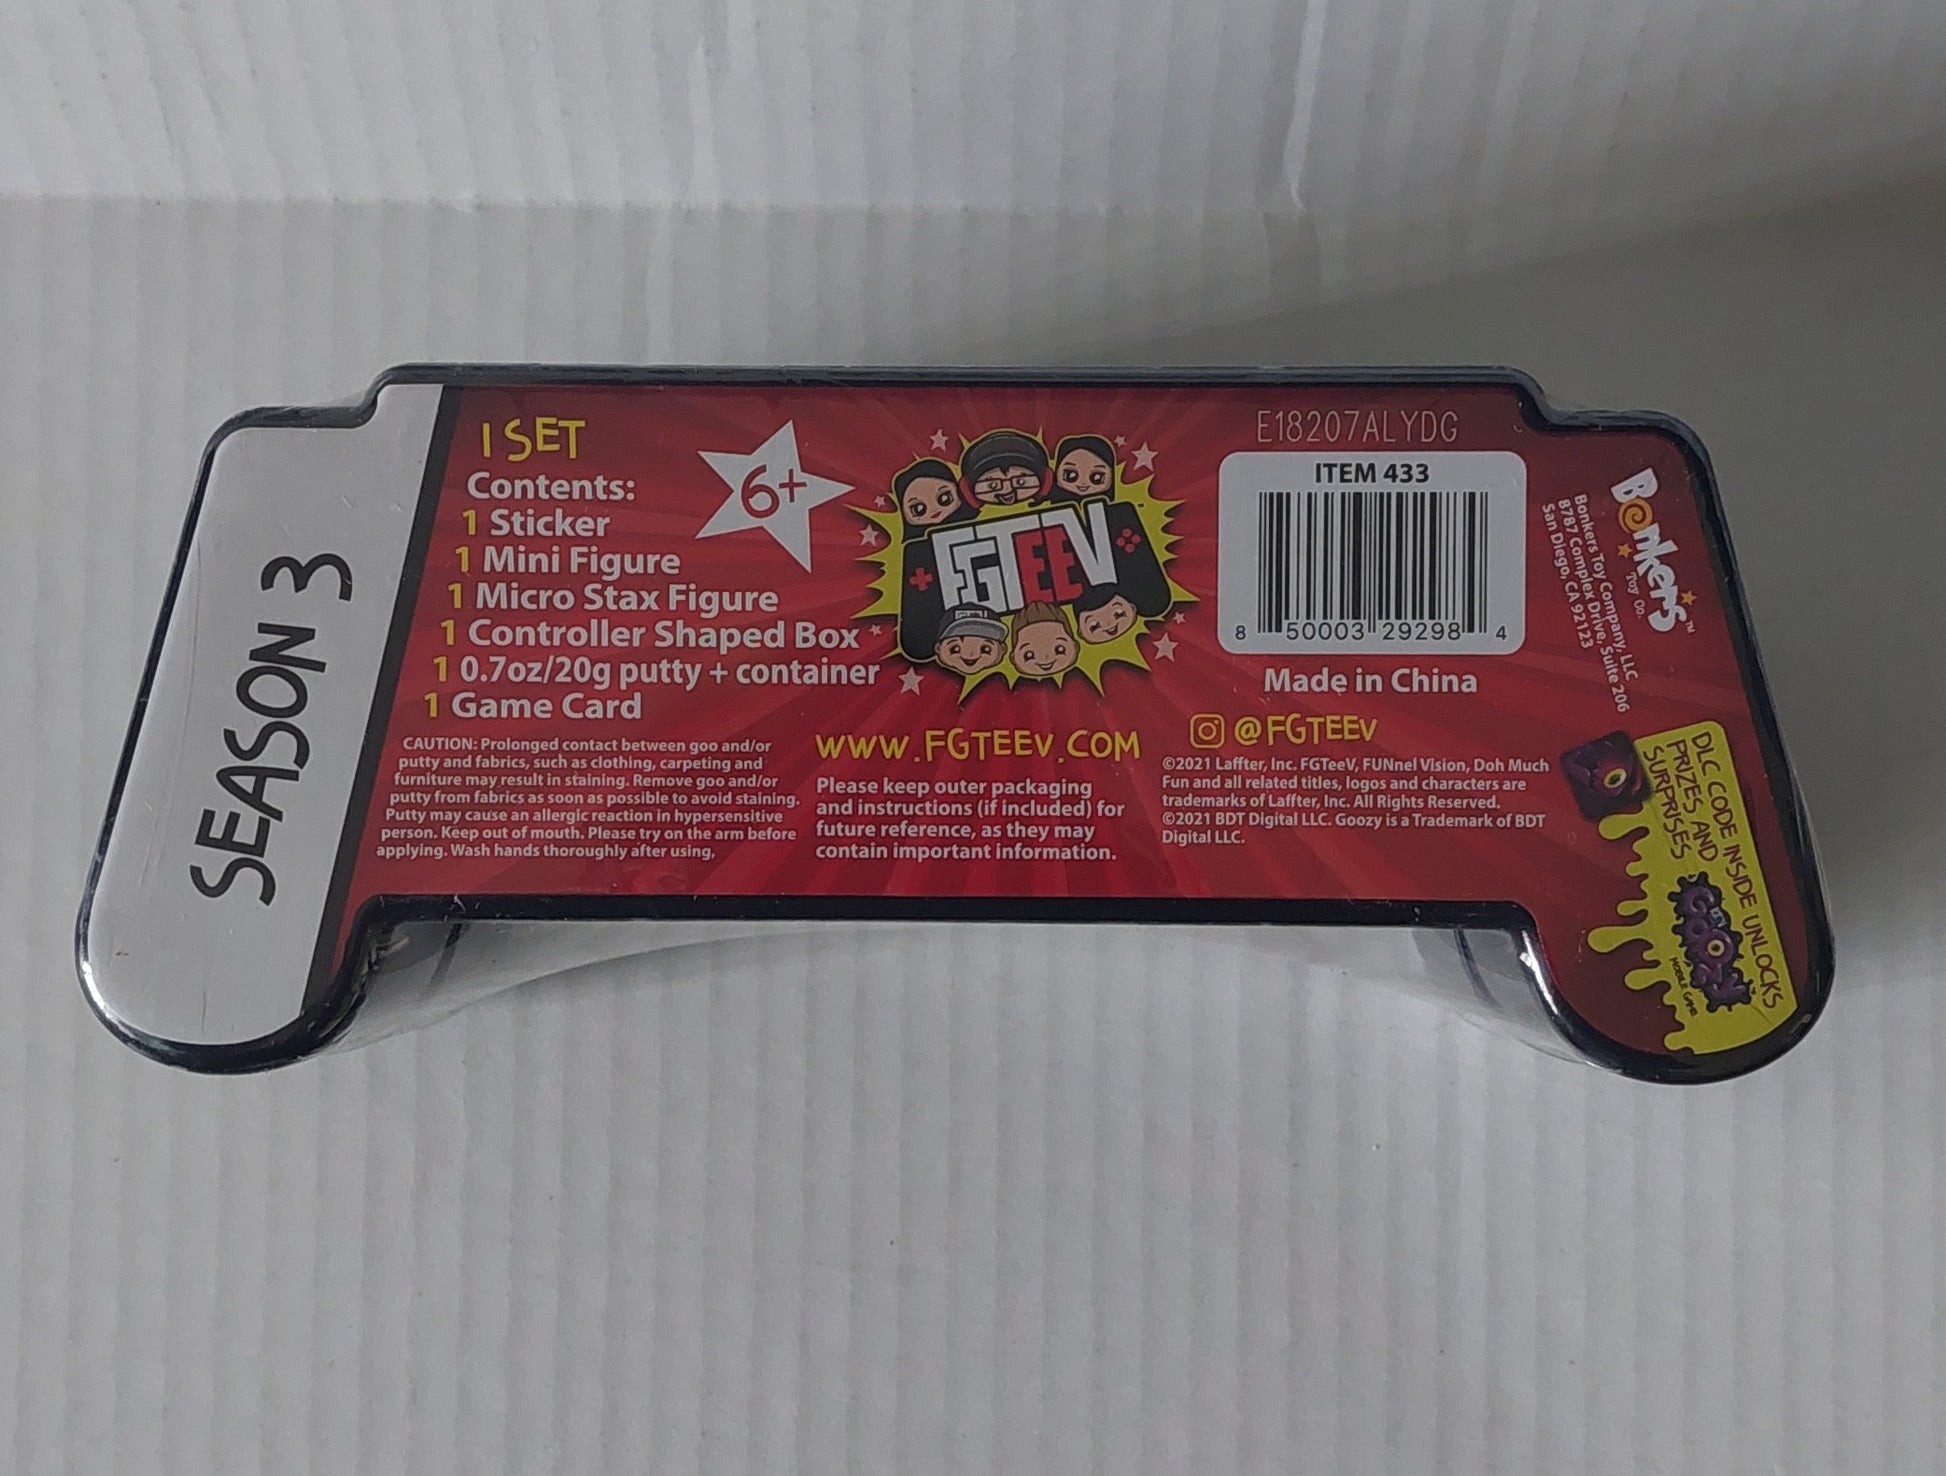 SEASON 3
1 SET
Contents:
1 Sticker
1 Mini Figure
1 Micro Stax Figure
1 Controller Shaped Box
1 0.7oz/20g putty + container
1 Game Card
6+
CAUTION: Prolonged contact between goo and/or
putty and fabrics, such as clothing, carpeting and
furniture may result in staining. Remove goo and/or
putty from fabrics as soon as possible to avoid staining.
Putty may cause an allergic reaction in hypersensitive
person. Keep out of mouth. Please try on the arm before
applying. Wash hands thoroughly after using,
FGTEEV
WWW.FGTEEV.COM
Please keep outer packaging
and instructions (if included) for
future reference, as they may
contain important information.
E18207ALYDG
ITEM 433
8 50003 29298 4
Made in China
@FGTEEV
©2021 Laffter, Inc. FGTeeV, FUNnel Vision, Doh Much
Fun and all related titles, logos and characters are
trademarks of Laffter, Inc. All Rights Reserved.
©2021 BDT Digital LLC. Goozy is a Trademark of BDT
Digital LLC.
Bonkers™
Toy Co.
Bonkers Toy Company, LLC
8787 Complex Drive, Suite 206
San Diego, CA 92123
DLC CODE INSIDE UNLOCKS
PRIZES AND
SURPRISES
GOOZY
MOBILE GAME